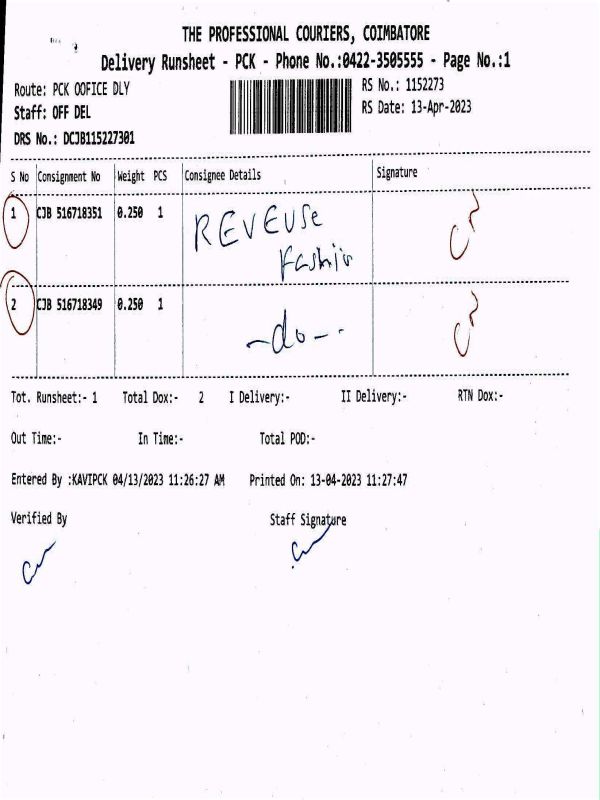 THE PROFESSIONAL COURIERS, COIMBATORE
Delivery Runsheet - PCK - Phone No.:0422-3505555 - Page No.:1
Route: PCK OOFICE DLY
RS No.: 1152273
Staff: OFF DEL
RS Date: 13-Apr-2023
DRS No.: DCJB115227301
S No Consignment No Weight PCS Consignee Details Signature
1 CJB 516718351 0.250 1 REVEUSe
Fashio
2 CJB 516718349 0.250 1 -do-
Tot. Runsheet:- 1 Total Dox:- 2 I Delivery:- II Delivery:- RTN Dox:-
Out Time:- In Time:- Total POD:-
Entered By :KAVIPCK 04/13/2023 11:26:27 AM Printed On: 13-04-2023 11:27:47
Verified By Staff Signature